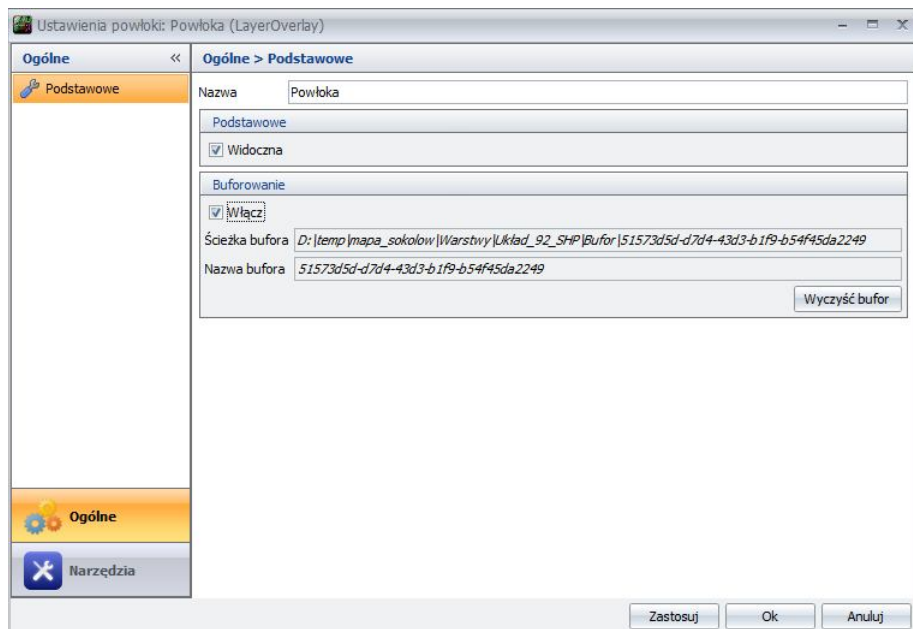 Ustawienia powłoki: Powłoka (LayerOverlay)
Ogólne «
Podstawowe
Ogólne
Narzędzia
Ogólne > Podstawowe
Nazwa Powłoka
Podstawowe
Widoczna
Buforowanie
Włącz
Ścieżka bufora D:|temp|mapa_sokolow|Warstwy|Układ_92_SHP|Bufor|51573d5d-d7d4-43d3-b1f9-b54f45da2249
Nazwa bufora 51573d5d-d7d4-43d3-b1f9-b54f45da2249
Wyczyść bufor
Zastosuj Ok Anuluj